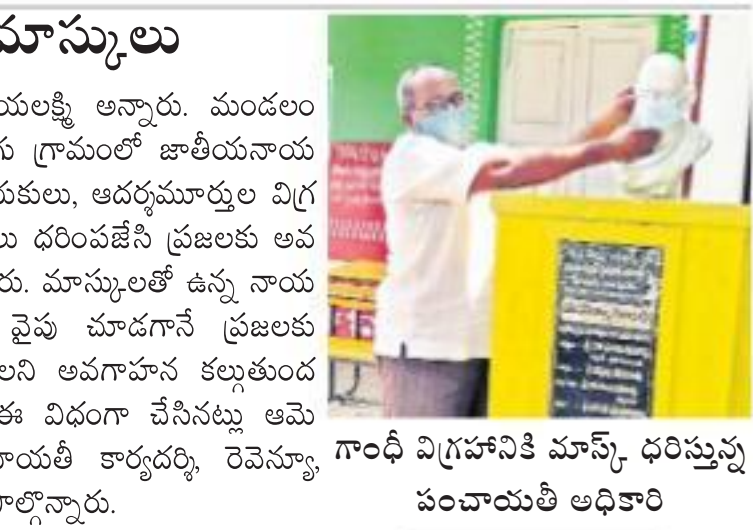 మాస్కులు
యలక్ష్మి అన్నారు. మండలం
గు గ్రామంలో జాతీయనాయ
యకులు, ఆదర్శమూర్తుల విగ్ర
లు ధరింపజేసి ప్రజలకు అవ
రు. మాస్కులతో ఉన్న నాయ
వైపు చూడగానే ప్రజలకు
లని అవగాహన కల్గుతుంద
ఈ విధంగా చేసినట్లు ఆమె
చాయతీ కార్యదర్శి, రెవెన్యూ,
పాల్గొన్నారు.
గాంధీ విగ్రహానికి మాస్క్ ధరిస్తున్న
పంచాయతీ అధికారి